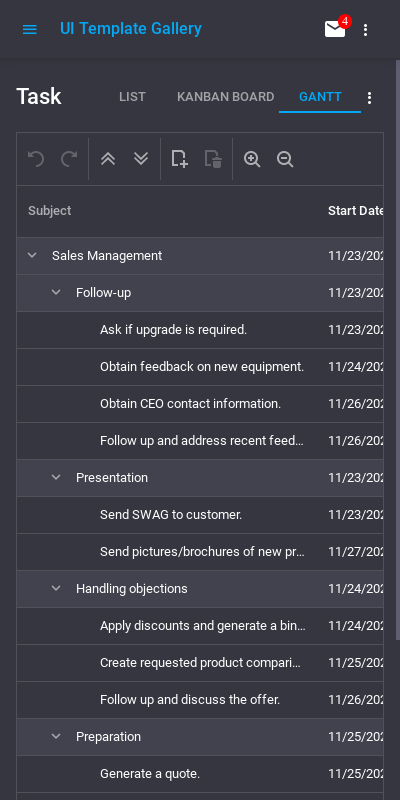 UI Template Gallery
4
Task
LIST
KANBAN BOARD
GANTT
Subject
Start Date
Sales Management
11/23/202
Follow-up
11/23/202
Ask if upgrade is required.
11/23/202
Obtain feedback on new equipment.
11/24/202
Obtain CEO contact information.
11/26/202
Follow up and address recent feed...
11/26/202
Presentation
11/23/202
Send SWAG to customer.
11/23/202
Send pictures/brochures of new pr...
11/27/202
Handling objections
11/24/202
Apply discounts and generate a bin...
11/24/202
Create requested product compari...
11/25/202
Follow up and discuss the offer.
11/26/202
Preparation
11/25/202
Generate a quote.
11/25/202